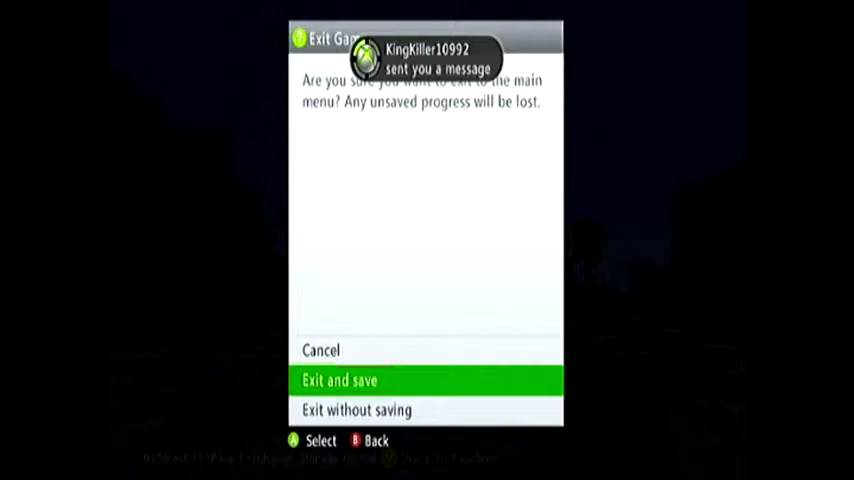 Exit Gam
KingKiller10992
sent you a message
Are you sure you want to exit to the main
menu? Any unsaved progress will be lost.
Cancel
Exit and save
Exit without saving
A Select B Back